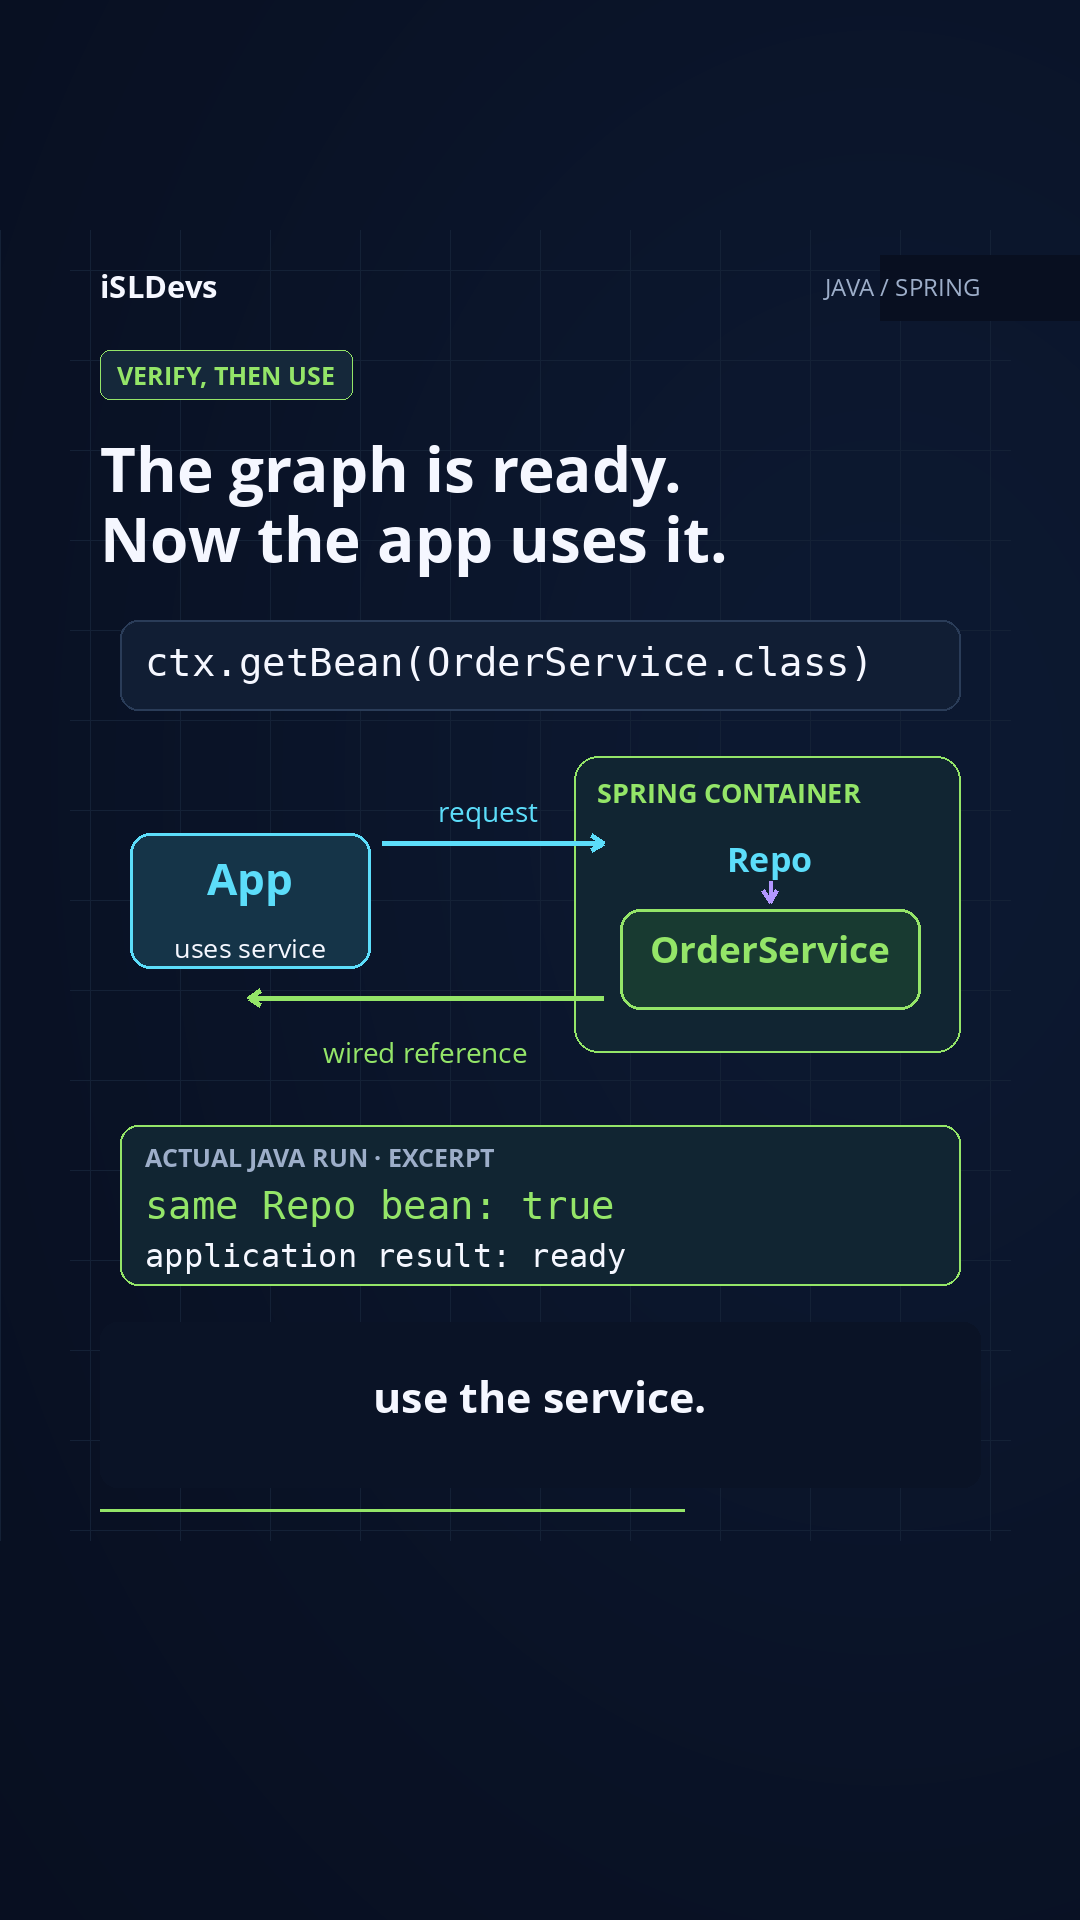 iSLDevs
JAVA / SPRING
VERIFY, THEN USE
The graph is ready.
Now the app uses it.
ctx.getBean(OrderService.class)
request
SPRING CONTAINER
App
uses service
Repo
OrderService
wired reference
ACTUAL JAVA RUN · EXCERPT
same Repo bean: true
application result: ready
use the service.